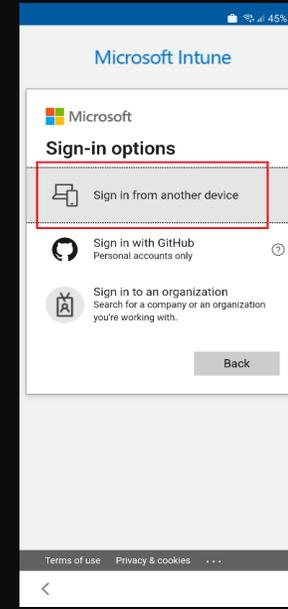 45%
Microsoft Intune
Microsoft
Sign-in options
Sign in from another device
Sign in with GitHub
Personal accounts only
?
Sign in to an organization
Search for a company or an organization
you're working with.
Back
Terms of use Privacy & cookies ...